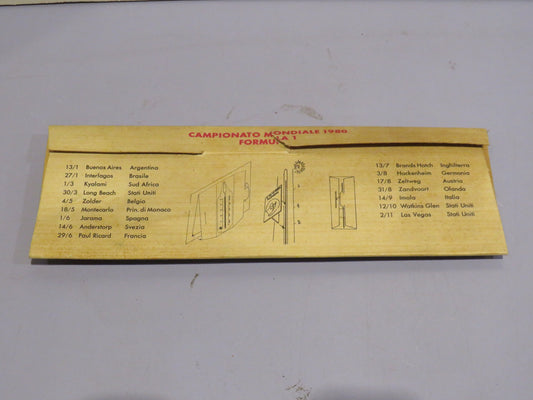 CAMPIONATO MONDIALE 1980
FORMULA 1
13/1 Buenos Aires Argentina
27/1 Interlagos Brasile
1/3 Kyalami Sud Africa
30/3 Long Beach Stati Uniti
4/5 Zolder Belgio
18/5 Montecarlo Prin. di Monaco
1/6 Jarama Spagna
14/6 Anderstorp Svezia
29/6 Paul Ricard Francia
13/7 Brands Hatch Inghilterra
3/8 Hockenheim Germania
17/8 Zeltweg Austria
31/8 Zandvoort Olanda
14/9 Imola Italia
12/10 Watkins Glen Stati Uniti
2/11 Las Vegas Stati Uniti